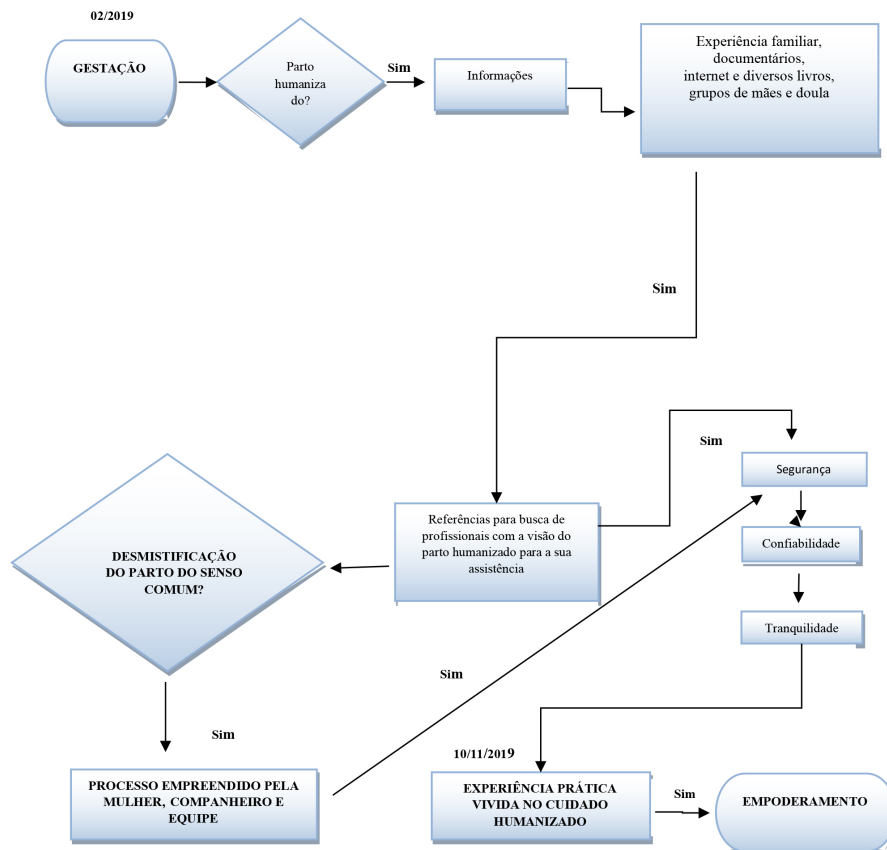 02/2019
GESTAÇÃO
Parto
humaniza
do?
Sim
Informações
Experiência familiar,
documentários,
internet e diversos livros,
grupos de mães e doula
Sim
Referências para busca de
profissionais com a visão do
parto humanizado para a sua
assistência
Sim
Segurança
Confiabilidade
Tranquilidade
DESMISTIFICAÇÃO
DO PARTO DO SENSO
COMUM?
Sim
PROCESSO EMPREENDIDO PELA
MULHER, COMPANHEIRO E
EQUIPE
Sim
10/11/2019
EXPERIÊNCIA PRÁTICA
VIVIDA NO CUIDADO
HUMANIZADO
Sim
EMPODERAMENTO